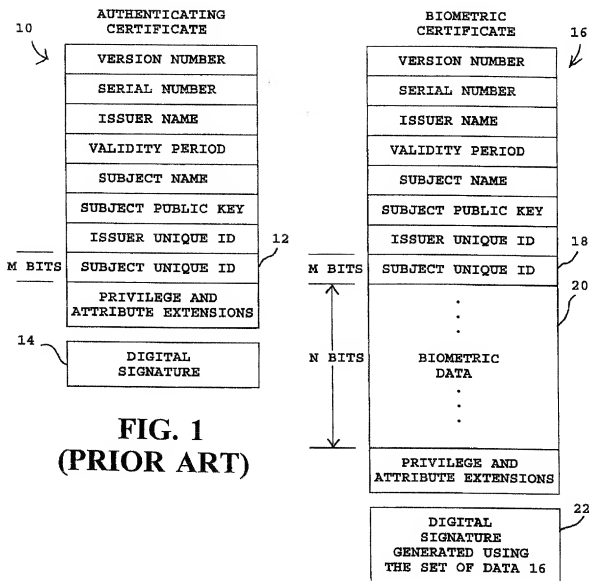 AUTHENTICATING
CERTIFICATE
10
VERSION NUMBER
SERIAL NUMBER
ISSUER NAME
VALIDITY PERIOD
SUBJECT NAME
SUBJECT PUBLIC KEY
ISSUER UNIQUE ID
12
M BITS
SUBJECT UNIQUE ID
PRIVILEGE AND
ATTRIBUTE EXTENSIONS
14
DIGITAL
SIGNATURE
FIG. 1
(PRIOR ART)
BIOMETRIC
CERTIFICATE
16
VERSION NUMBER
SERIAL NUMBER
ISSUER NAME
VALIDITY PERIOD
SUBJECT NAME
SUBJECT PUBLIC KEY
ISSUER UNIQUE ID
18
M BITS
SUBJECT UNIQUE ID
20
N BITS
BIOMETRIC
DATA
PRIVILEGE AND
ATTRIBUTE EXTENSIONS
22
DIGITAL
SIGNATURE
GENERATED USING
THE SET OF DATA 16